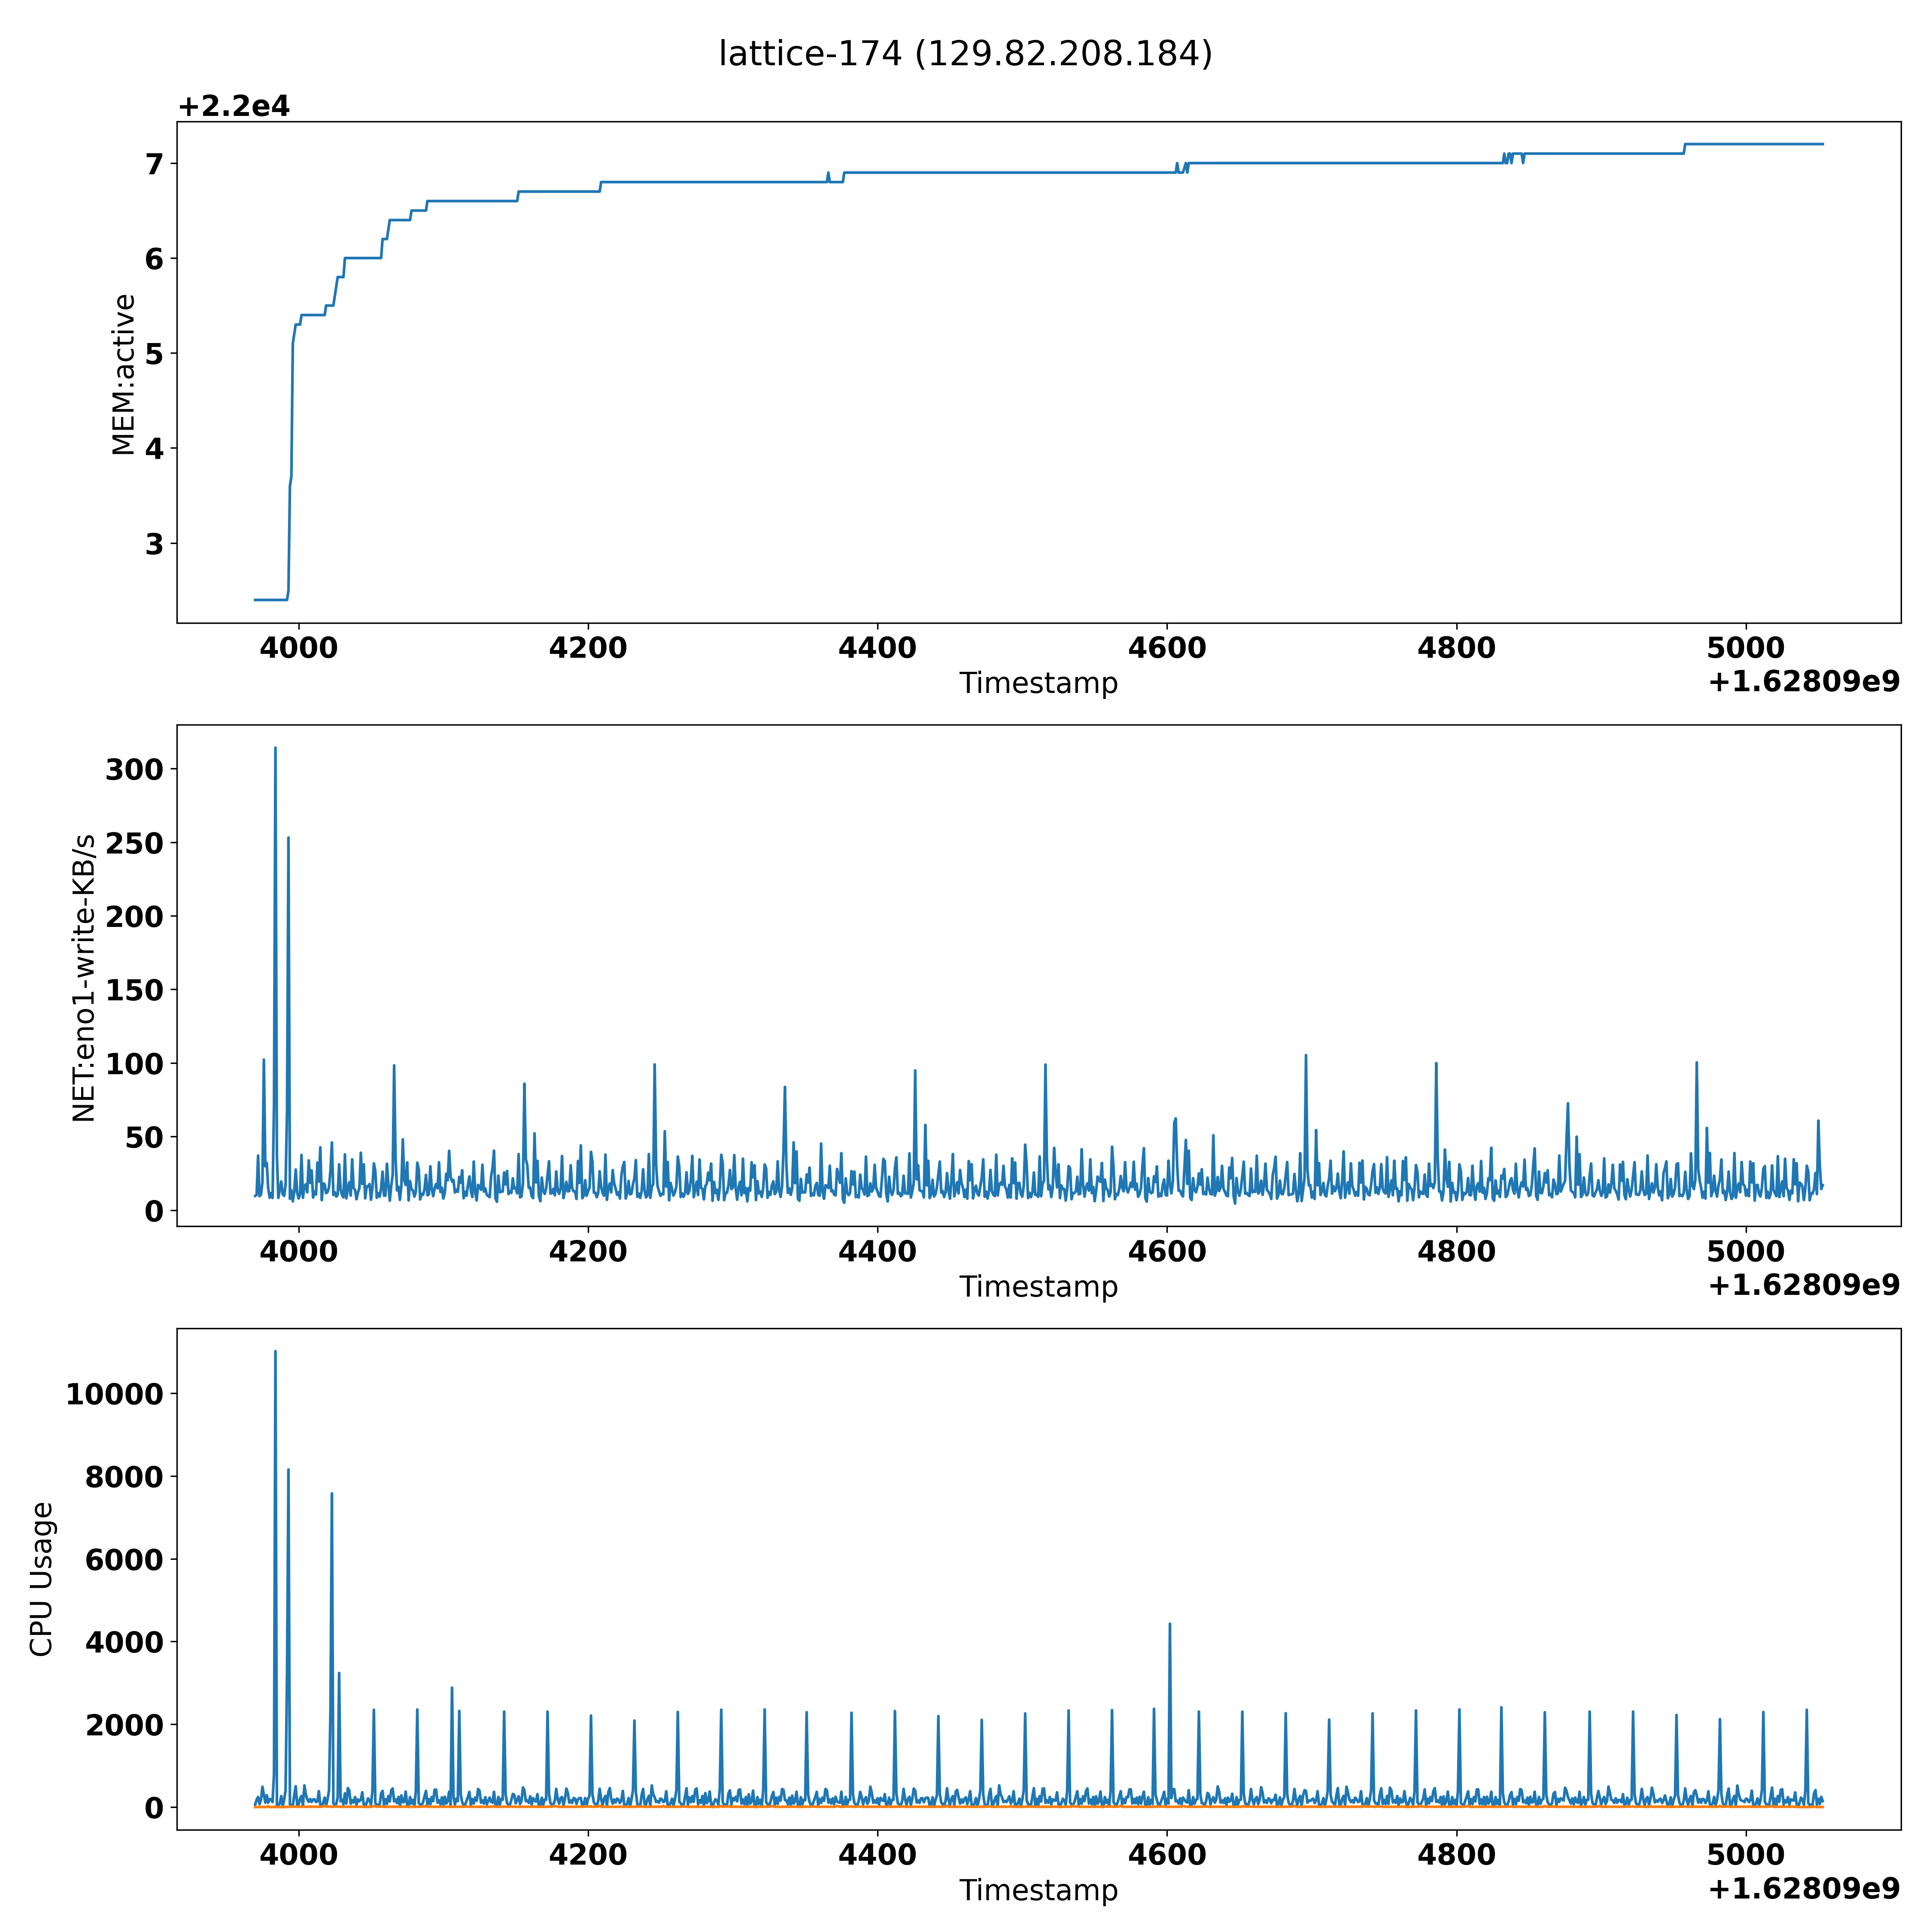 lattice-174 (129.82.208.184)
+2.2e4
7
6
5
4
3
MEM:active
4000 4200 4400 4600 4800 5000
Timestamp
+1.62809e9
300
250
200
150
100
50
0
NET:eno1-write-KB/s
4000 4200 4400 4600 4800 5000
Timestamp
+1.62809e9
10000
8000
6000
4000
2000
0
CPU Usage
4000 4200 4400 4600 4800 5000
Timestamp
+1.62809e9